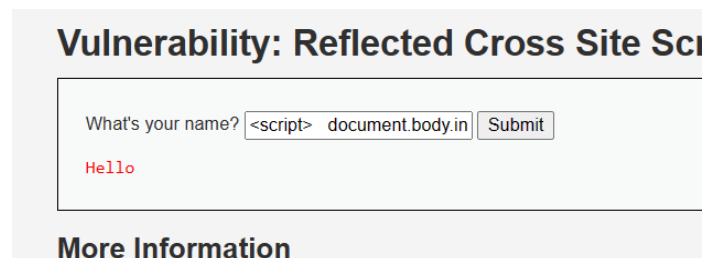 Vulnerability: Reflected Cross Site Scr
What's your name? <script>   document.body.in Submit
Hello
More Information